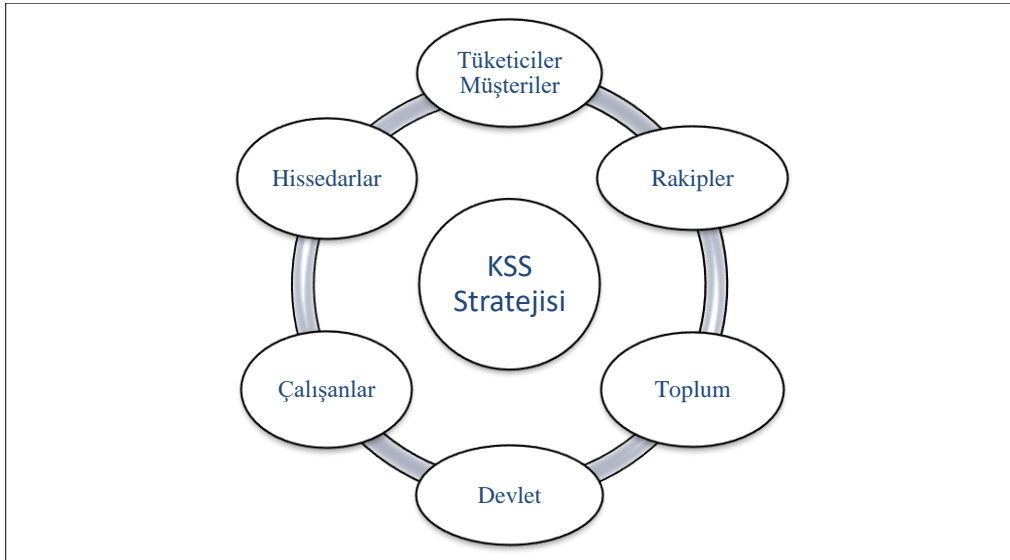 Tüketiciler
Müşteriler
Hissedarlar
Rakipler
KSS
Stratejisi
Çalışanlar
Toplum
Devlet